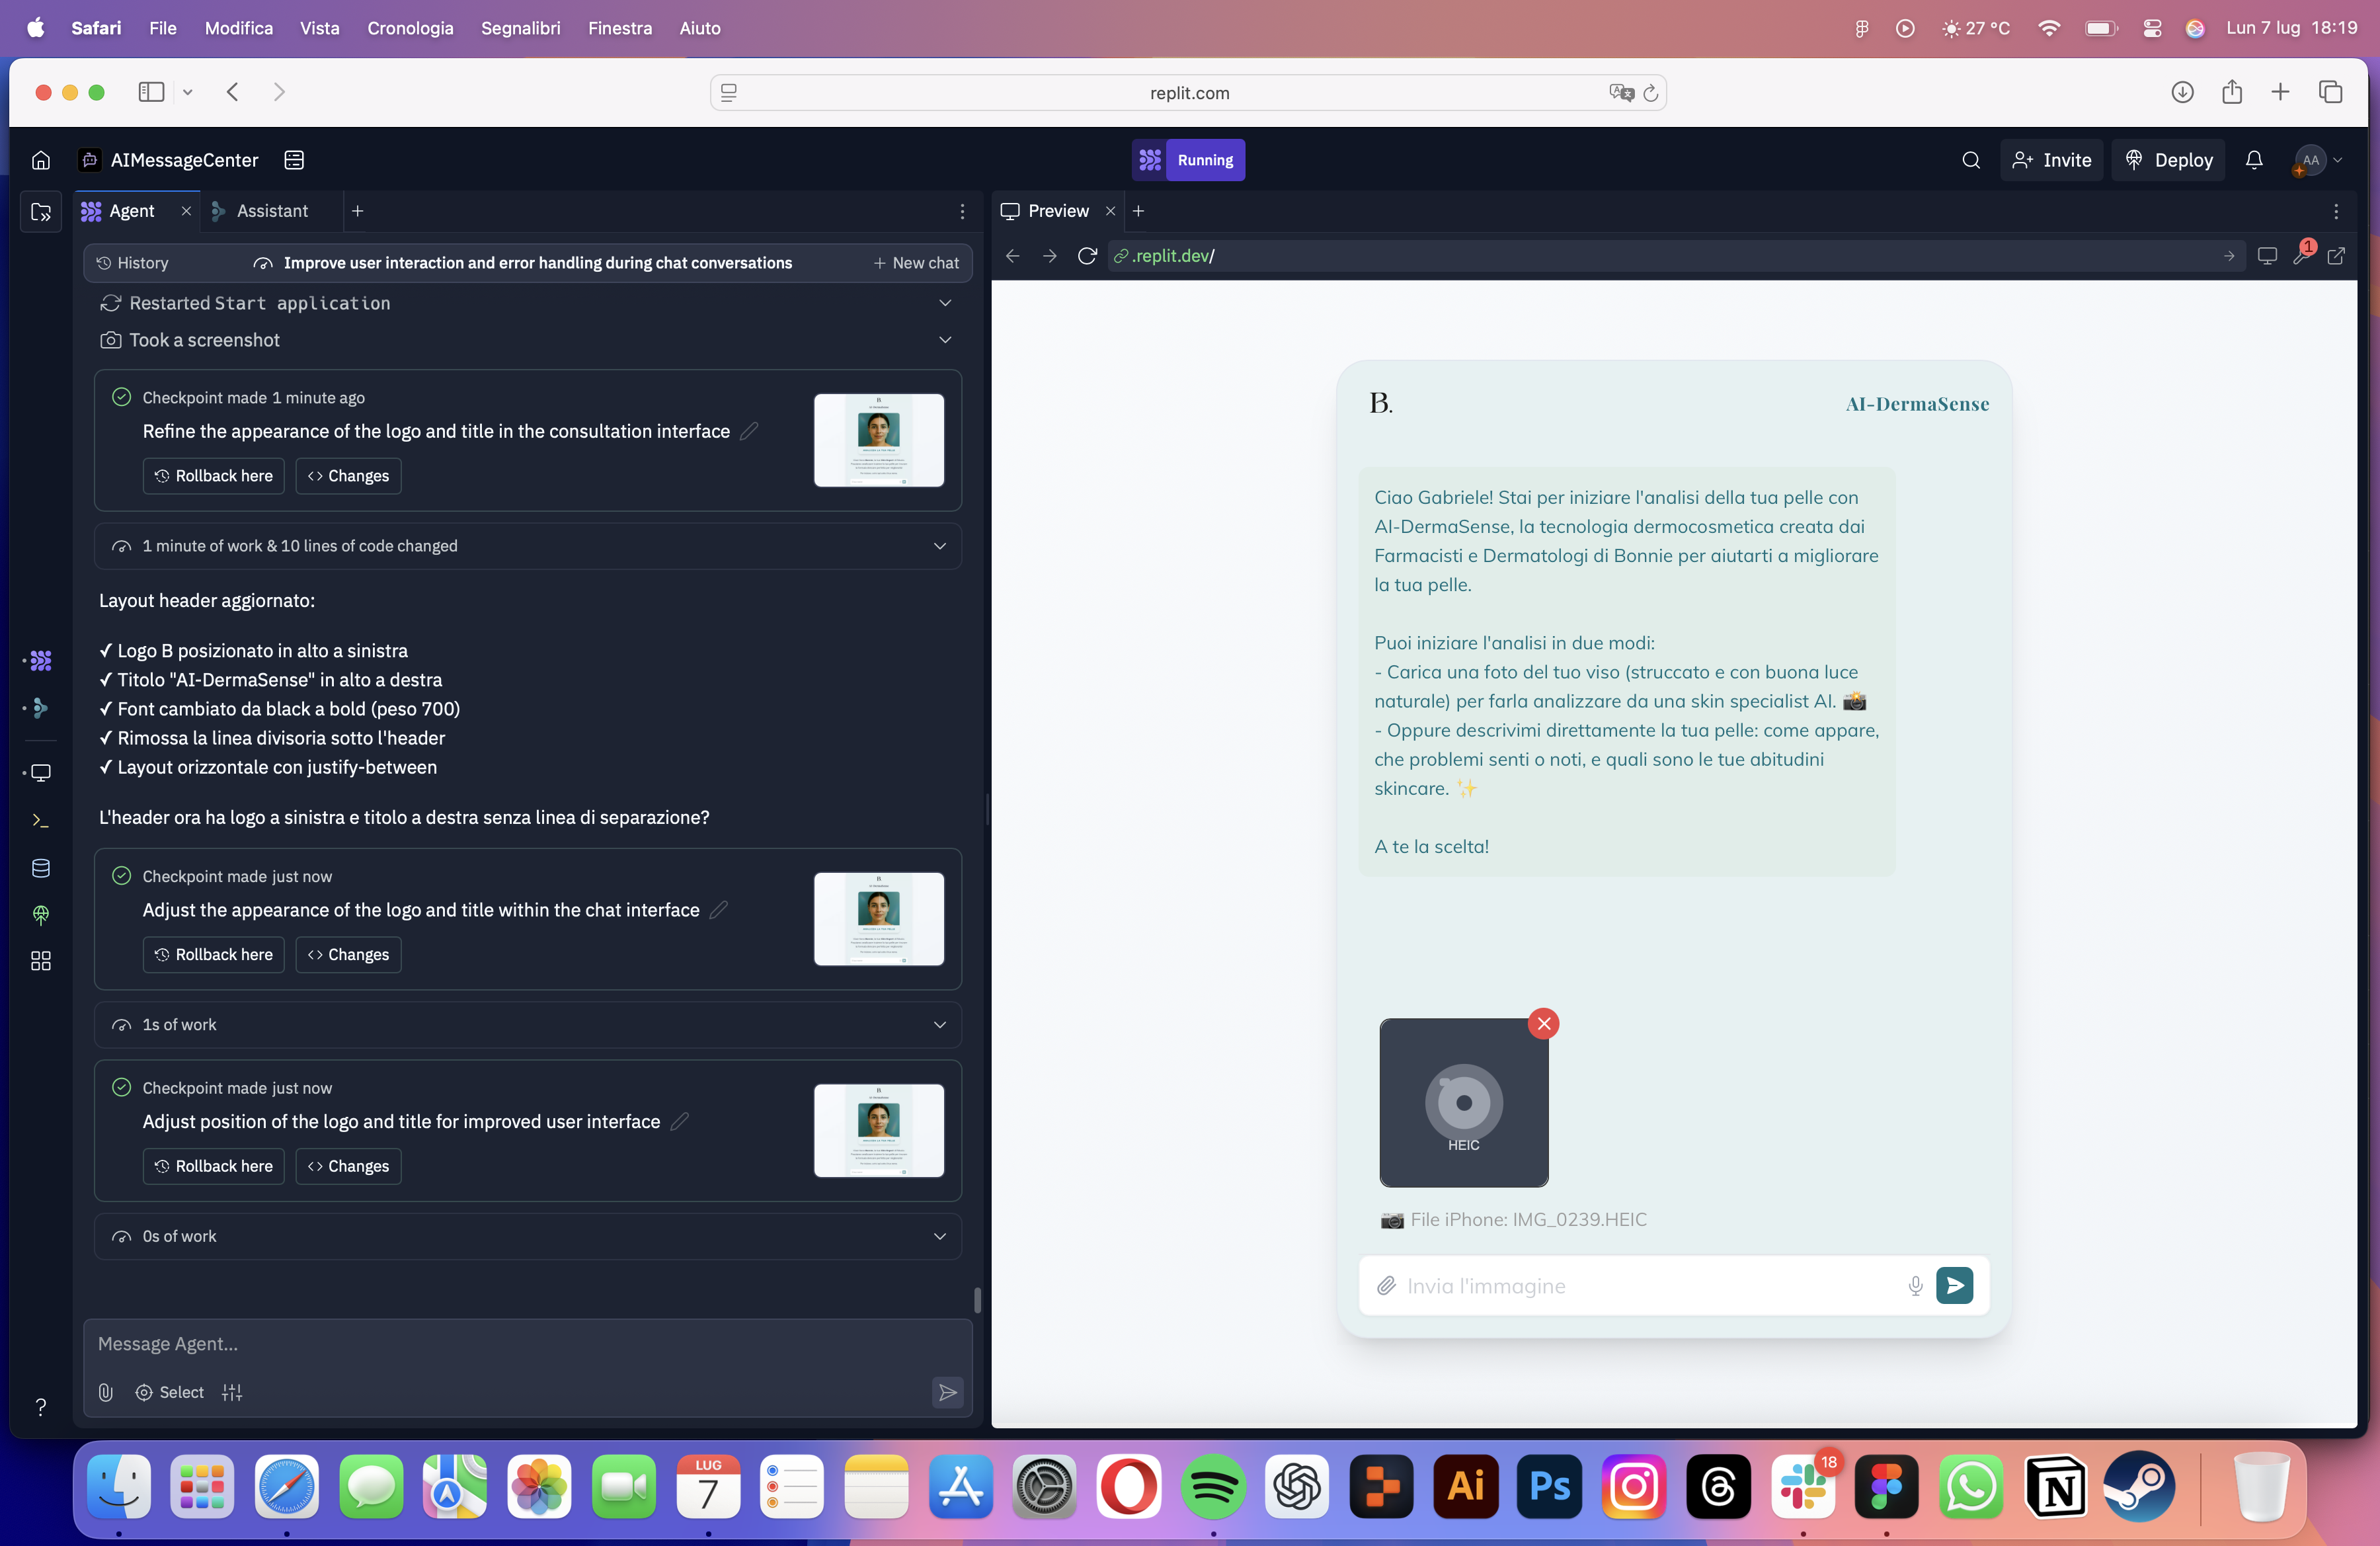 Safari File Modifica Vista Cronologia Segnalibri Finestra Aiuto
27 °C Lun 7 lug 18:19
replit.com
AIMessageCenter
Running
Invite
Deploy
AA
Agent
Assistant
Preview
History
Improve user interaction and error handling during chat conversations
New chat
.replit.dev/
1
Restarted Start application
Took a screenshot
Checkpoint made 1 minute ago
Refine the appearance of the logo and title in the consultation interface
Rollback here
Changes
1 minute of work & 10 lines of code changed
Layout header aggiornato:
✓ Logo B posizionato in alto a sinistra
✓ Titolo "AI-DermaSense" in alto a destra
✓ Font cambiato da black a bold (peso 700)
✓ Rimossa la linea divisoria sotto l'header
✓ Layout orizzontale con justify-between
L'header ora ha logo a sinistra e titolo a destra senza linea di separazione?
Checkpoint made just now
Adjust the appearance of the logo and title within the chat interface
Rollback here
Changes
1s of work
Checkpoint made just now
Adjust position of the logo and title for improved user interface
Rollback here
Changes
0s of work
Message Agent...
Select
?
B.
AI-DermaSense
Ciao Gabriele! Stai per iniziare l'analisi della tua pelle con
AI-DermaSense, la tecnologia dermocosmetica creata dai
Farmacisti e Dermatologi di Bonnie per aiutarti a migliorare
la tua pelle.
Puoi iniziare l'analisi in due modi:
- Carica una foto del tuo viso (struccato e con buona luce
naturale) per farla analizzare da una skin specialist AI. 📸
- Oppure descrivimi direttamente la tua pelle: come appare,
che problemi senti o noti, e quali sono le tue abitudini
skincare. ✨
A te la scelta!
HEIC
📷 File iPhone: IMG_0239.HEIC
Invia l'immagine
LUG
7
Ai
Ps
18
N